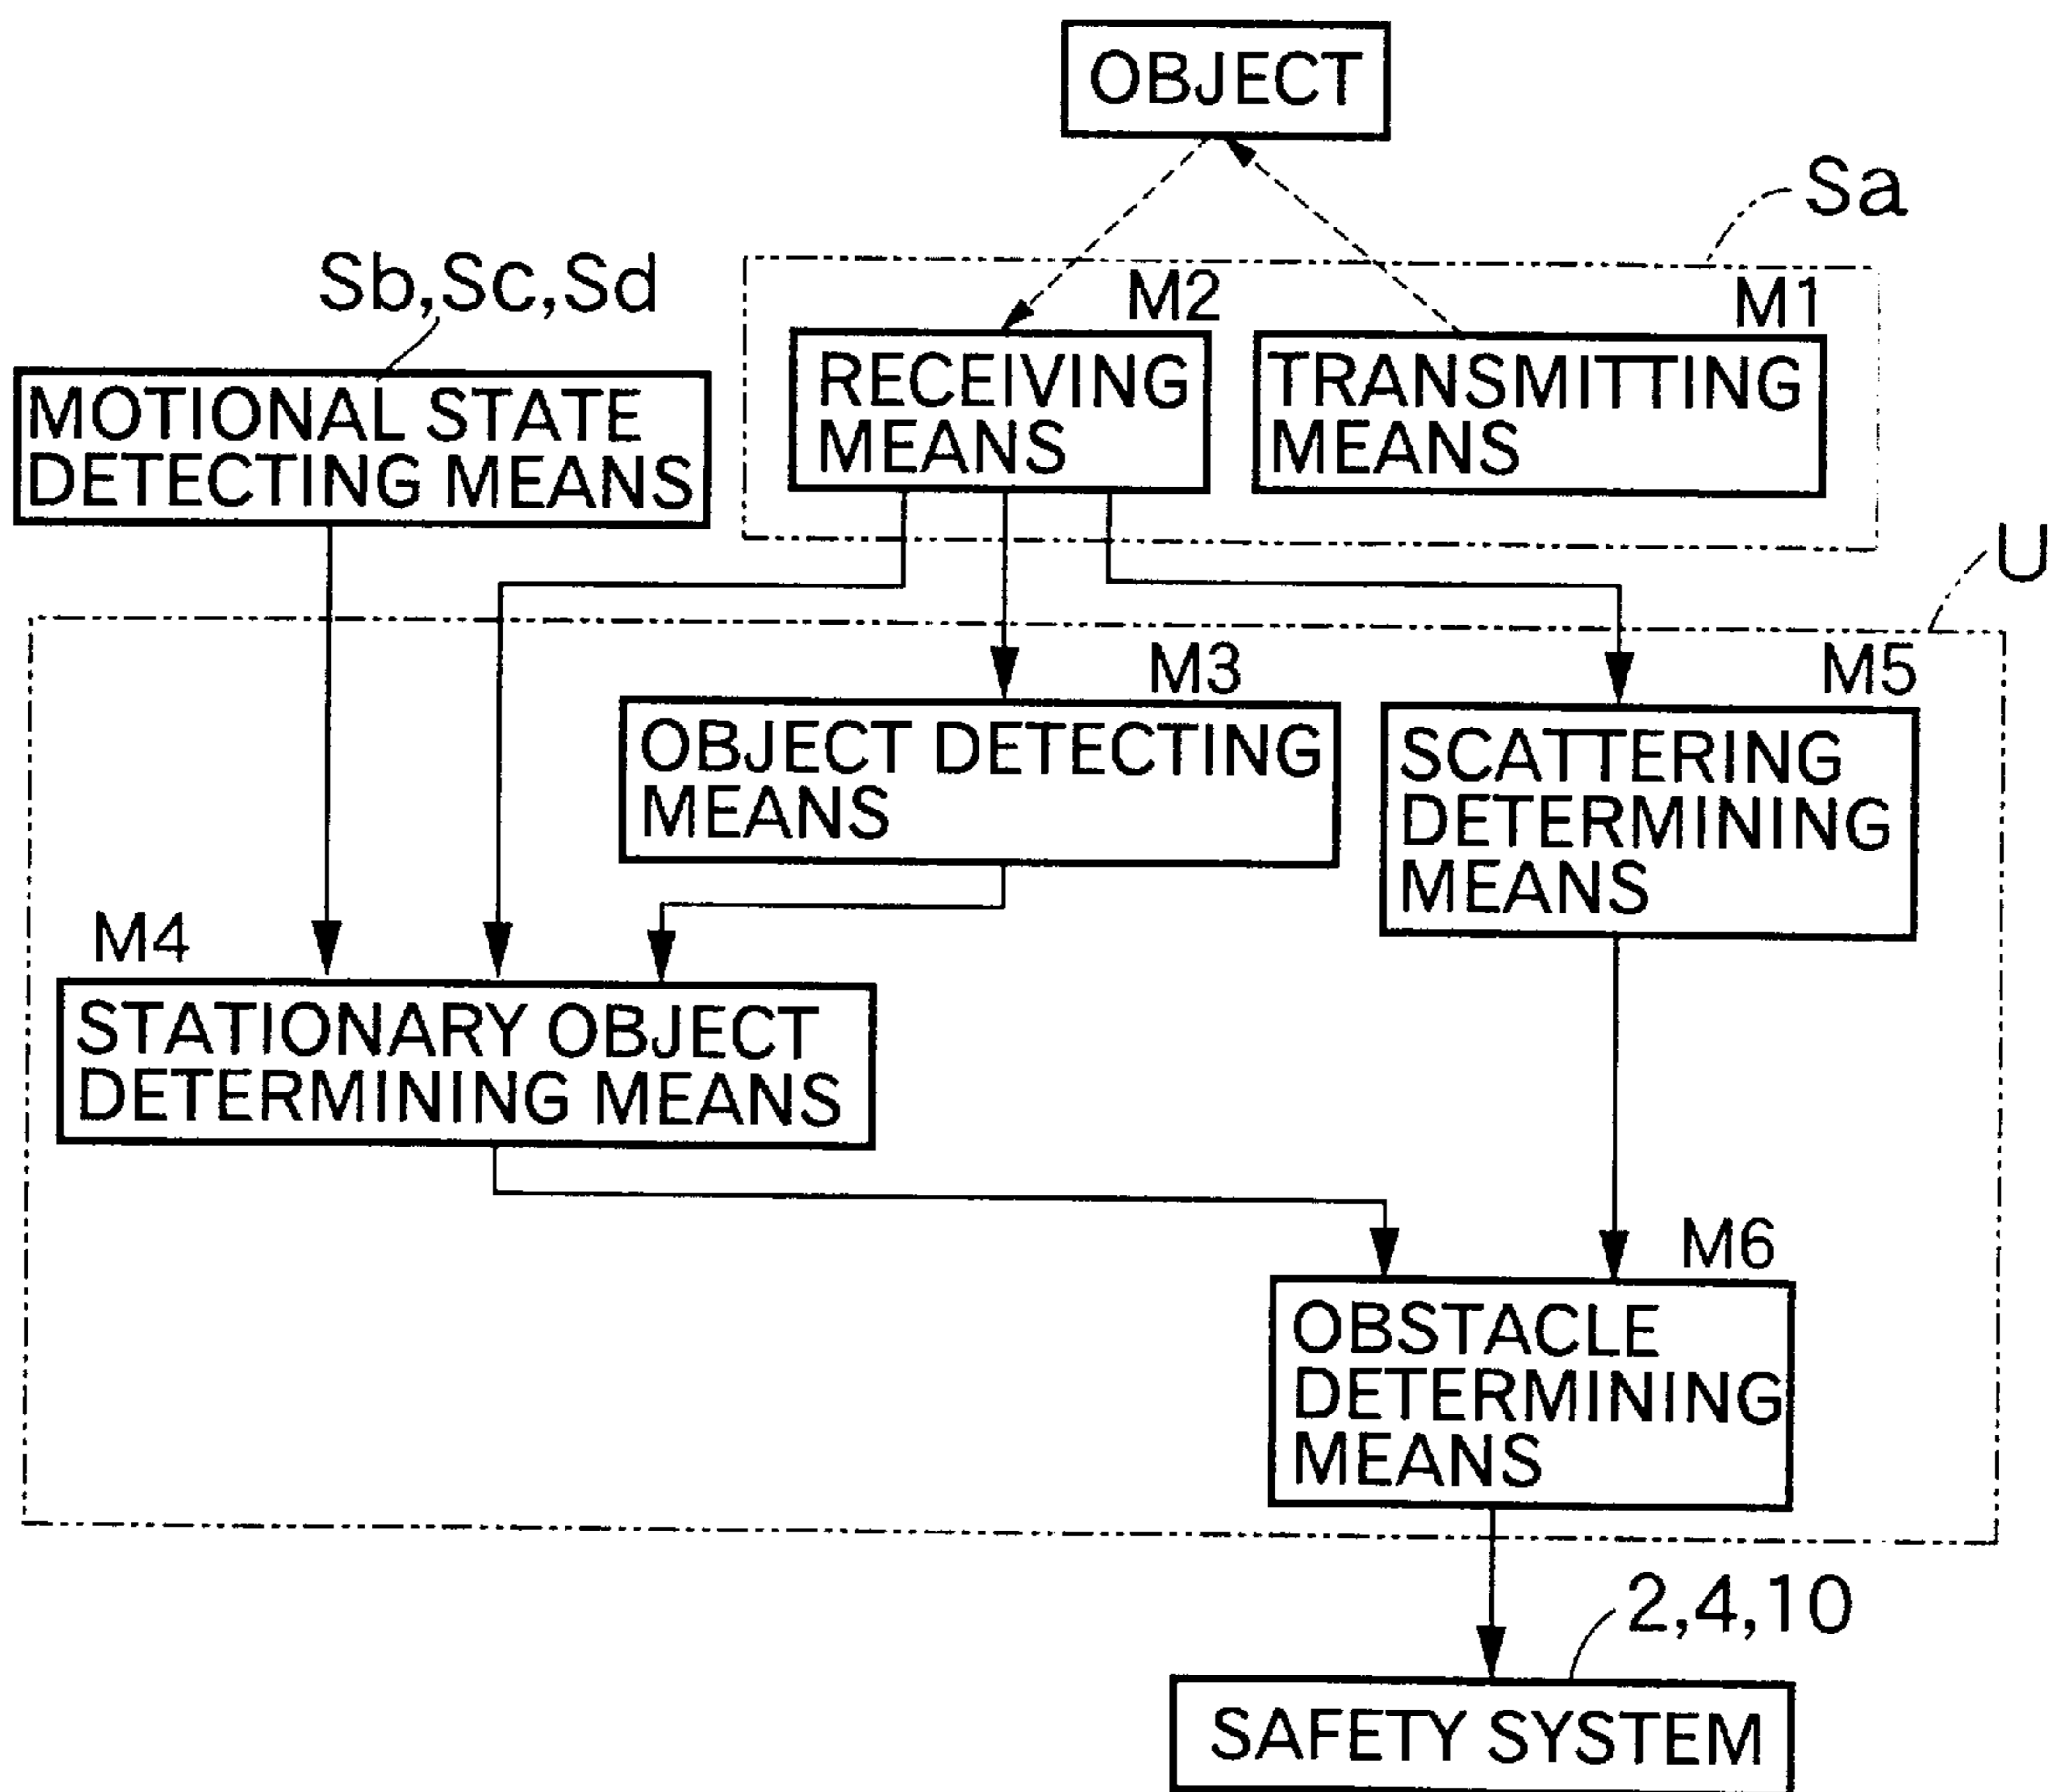 OBJECT
Sa
Sb,Sc,Sd
M2
M1
MOTIONAL STATE
DETECTING MEANS
RECEIVING
MEANS
TRANSMITTING
MEANS
U
M3
M5
OBJECT DETECTING
MEANS
SCATTERING
DETERMINING
MEANS
M4
STATIONARY OBJECT
DETERMINING MEANS
M6
OBSTACLE
DETERMINING
MEANS
2,4,10
SAFETY SYSTEM